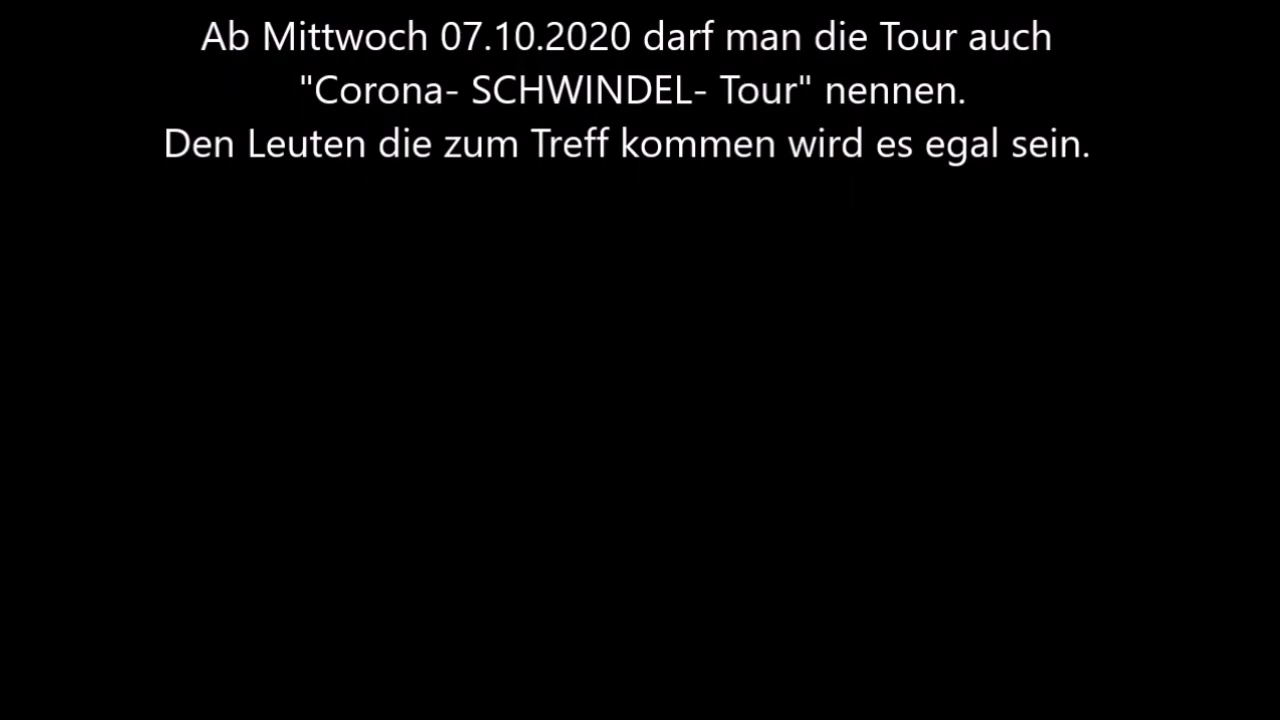 Ab Mittwoch 07.10.2020 darf man die Tour auch
"Corona- SCHWINDEL- Tour" nennen.
Den Leuten die zum Treff kommen wird es egal sein.